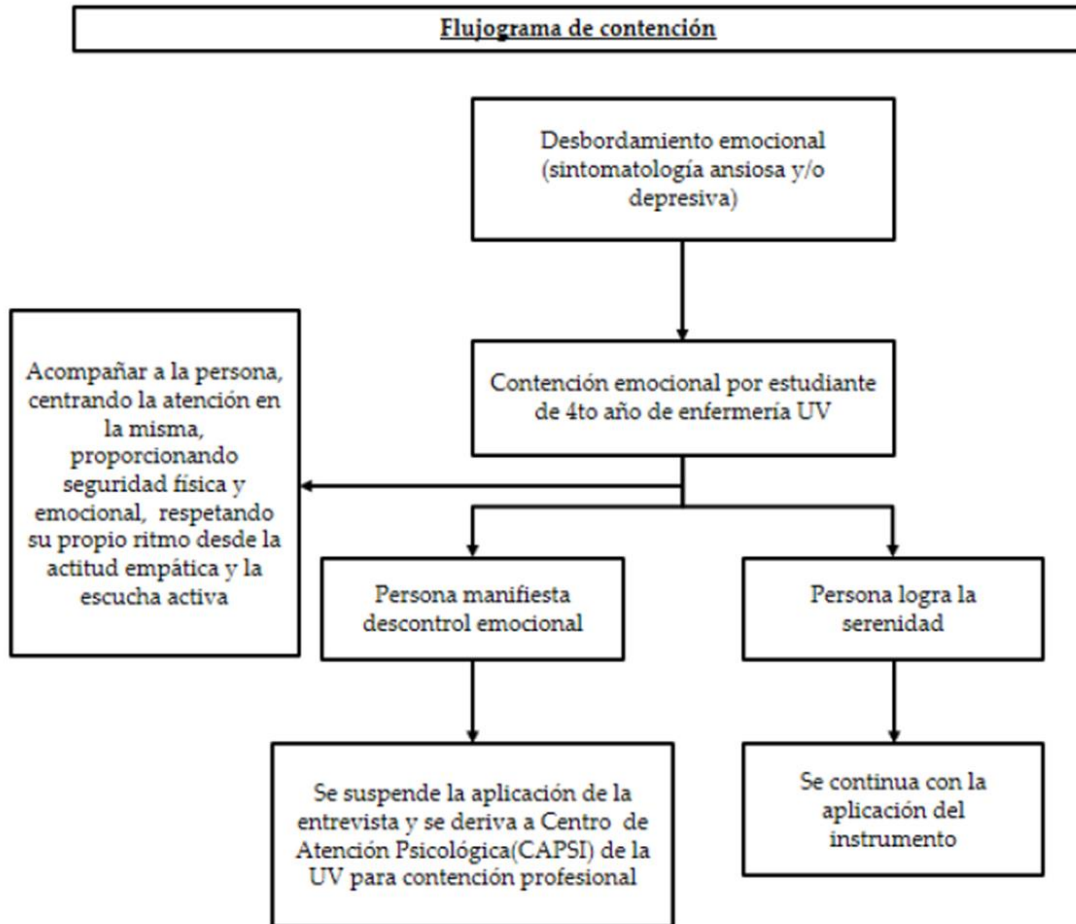 Flujograma de contención
Desbordamiento emocional
(sintomatología ansiosa y/o
depresiva)
Contención emocional por estudiante
de 4to año de enfermería UV
Acompañar a la persona,
centrando la atención en
la misma,
proporcionando
seguridad física y
emocional, respetando
su propio ritmo desde la
actitud empática y la
escucha activa
Persona manifiesta
descontrol emocional
Persona logra la
serenidad
Se suspende la aplicación de la
entrevista y se deriva a Centro de
Atención Psicológica(CAPSI) de la
UV para contención profesional
Se continua con la
aplicación del
instrumento